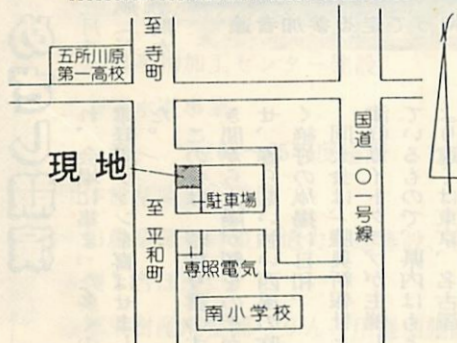 至 寺町
五所川原
第一高校
国道一〇一号線
現地
駐車場
至 平和町
専照電気
南小学校